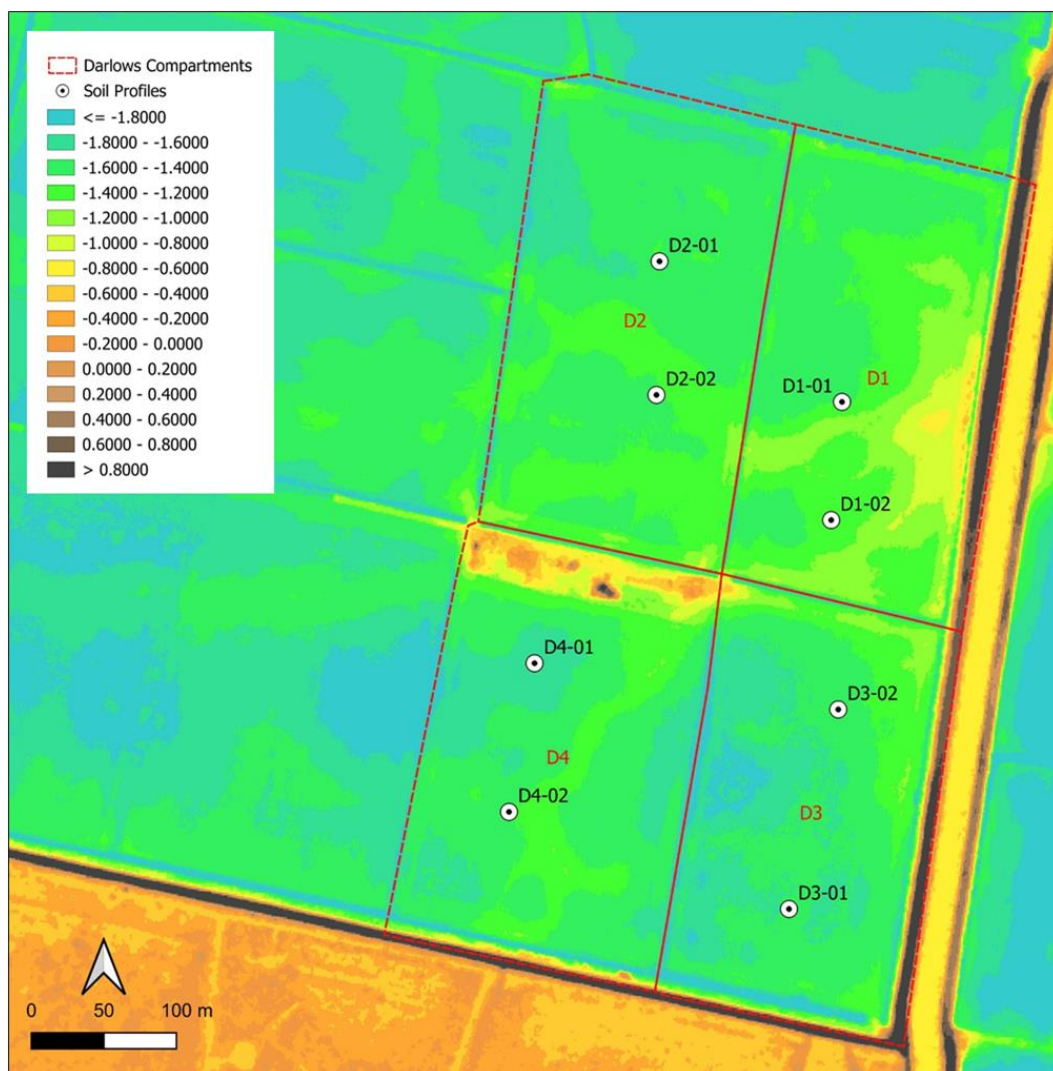 Darlows Compartments
Soil Profiles
<= -1.8000
-1.8000 - -1.6000
-1.6000 - -1.4000
-1.4000 - -1.2000
-1.2000 - -1.0000
-1.0000 - -0.8000
-0.8000 - -0.6000
-0.6000 - -0.4000
-0.4000 - -0.2000
-0.2000 - 0.0000
0.0000 - 0.2000
0.2000 - 0.4000
0.4000 - 0.6000
0.6000 - 0.8000
> 0.8000
D2-01
D2
D2-02
D1-01
D1
D1-02
D4-01
D3-02
D4
D4-02
D3
D3-01
0 50 100 m